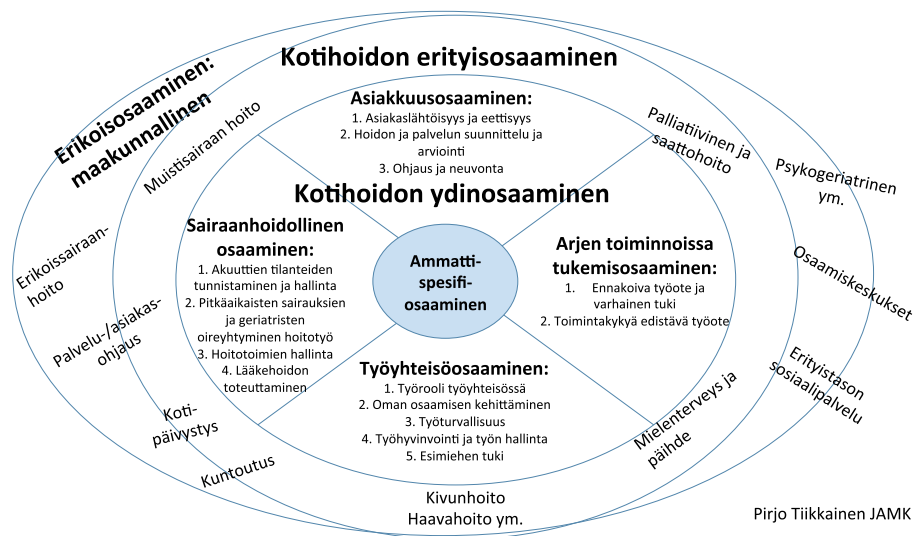 Kotihoidon erityisosaaminen
Erikoisosaaminen:
maakunnallinen
Asiakkuusosaaminen:
1. Asiakaslähtöisyys ja eettisyys
2. Hoidon ja palvelun suunnittelu ja
arviointi
3. Ohjaus ja neuvonta
Muistisairaan hoito
Palliatiivinen ja
saattohoito
Psykogeriatrinen
ym.
Kotihoidon ydinosaaminen
Sairaanhoidollinen
osaaminen:
1. Akuuttien tilanteiden
tunnistaminen ja hallinta
2. Pitkäaikaisten sairauksien
ja geriatristen
oireyhtyminen hoitotyö
3. Hoitotoimien hallinta
4. Lääkehoidon
toteuttaminen
Ammatti-
spesifi-
osaaminen
Arjen toiminnoissa
tukemisosaaminen:
1. Ennakoiva työote ja
varhainen tuki
2. Toimintakykyä edistävä työote
Erikoissairaan-
hoito
Osaamiskeskukset
Palvelu-/asiakas-
ohjaus
Erityistason
sosiaalipalvelu
Työyhteisöosaaminen:
1. Työrooli työyhteisössä
2. Oman osaamisen kehittäminen
3. Työturvallisuus
4. Työhyvinvointi ja työn hallinta
5. Esimiehen tuki
Koti-
päivystys
Mielenterveys ja
päihde
Kuntoutus
Kivunhoito
Haavahoito ym.
Pirjo Tiikkainen JAMK